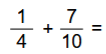 1/4 + 7/10 =